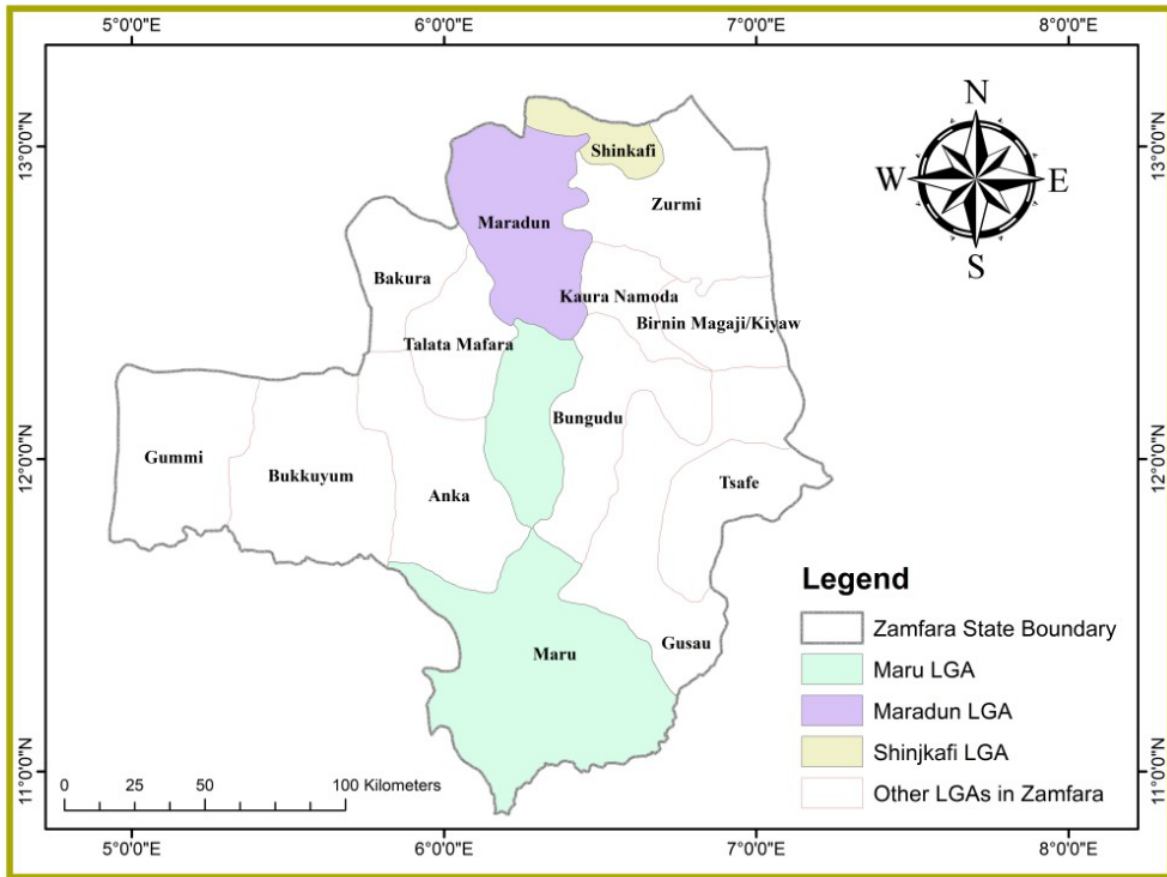 5°0'0"E 6°0'0"E 7°0'0"E 8°0'0"E
N
W E
S
13°0'0"N 13°0'0"N
12°0'0"N 12°0'0"N
11°0'0"N 11°0'0"N
Shinkafi
Zurmi
Maradun
Bakura
Kaura Namoda
Birnin Magaji/Kiyaw
Talata Mafara
Bungudu
Gummi
Bukkuyum
Anka
Tsafe
Maru
Gusau
Legend
Zamfara State Boundary
Maru LGA
Maradun LGA
Shinjkafi LGA
Other LGAs in Zamfara
0 25 50 100 Kilometers
5°0'0"E 6°0'0"E 7°0'0"E 8°0'0"E